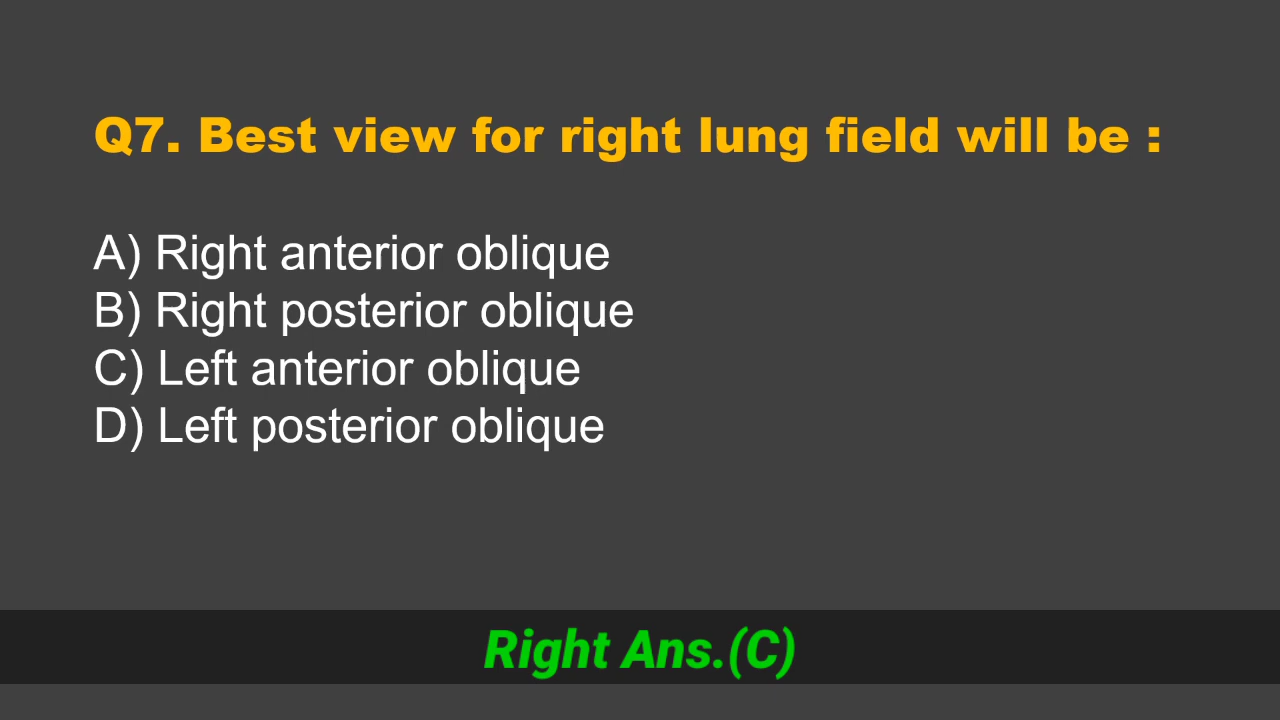 Q7. Best view for right lung field will be :
A) Right anterior oblique
B) Right posterior oblique
C) Left anterior oblique
D) Left posterior oblique
Right Ans.(C)